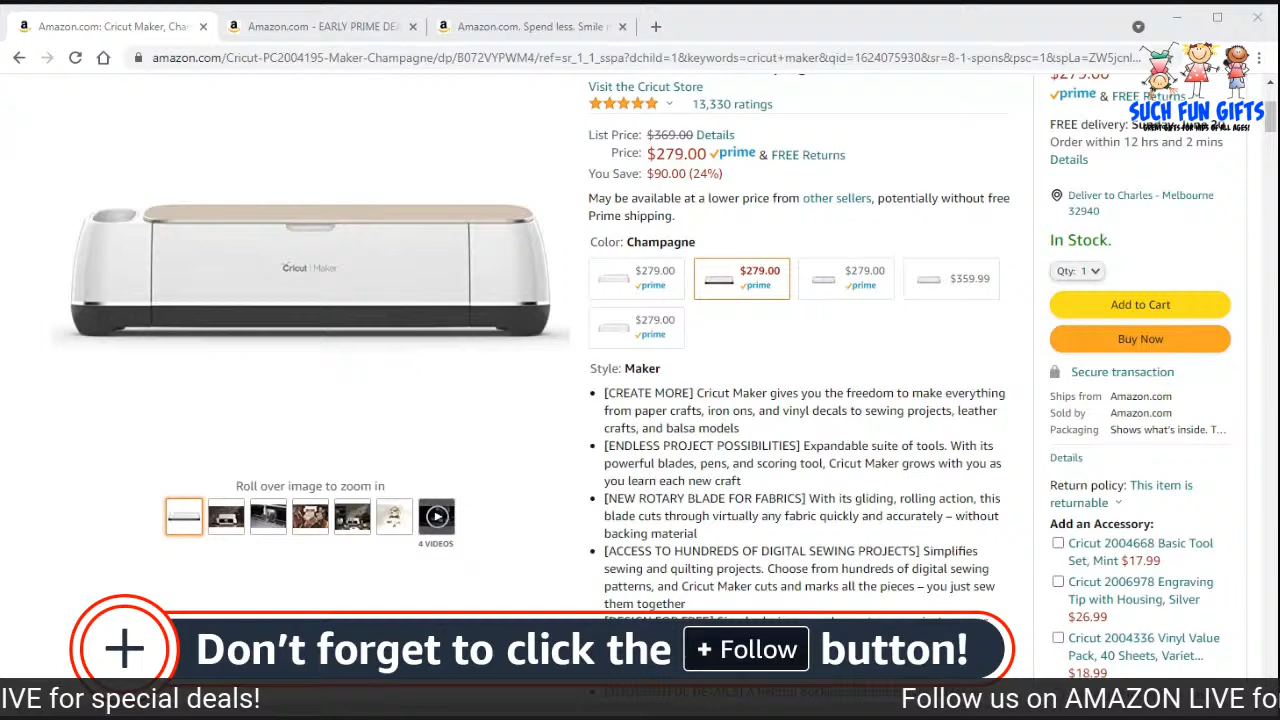 Amazon.com: Cricut Maker, Cha
Amazon.com - EARLY PRIME DE
Amazon.com. Spend less. Smile
amazon.com/Cricut-PC2004195-Maker-Champagne/dp/B072VYPWM4/ref=sr_1_1_sspa?dchild=1&keywords=cricut+maker&qid=1624075930&sr=8-1-spons&psc=1&spLa=ZW5jcnl...
Visit the Cricut Store
13,330 ratings
List Price: $369.00 Details
Price: $279.00 prime & FREE Returns
You Save: $90.00 (24%)
May be available at a lower price from other sellers, potentially without free
Prime shipping.
Color: Champagne
$279.00
prime
$279.00
prime
$279.00
prime
$359.99
$279.00
prime
Style: Maker
• [CREATE MORE] Cricut Maker gives you the freedom to make everything
from paper crafts, iron ons, and vinyl decals to sewing projects, leather
crafts, and balsa models
• [ENDLESS PROJECT POSSIBILITIES] Expandable suite of tools. With its
powerful blades, pens, and scoring tool, Cricut Maker grows with you as
you learn each new craft
• [NEW ROTARY BLADE FOR FABRICS] With its gliding, rolling action, this
blade cuts through virtually any fabric quickly and accurately – without
backing material
• [ACCESS TO HUNDREDS OF DIGITAL SEWING PROJECTS] Simplifies
sewing and quilting projects. Choose from hundreds of digital sewing
patterns, and Cricut Maker cuts and marks all the pieces – you just sew
them together
Cricut | Maker
Roll over image to zoom in
4 VIDEOS
$279.00
prime & FREE Returns
SUCH FUN GIFTS
GREAT GIFTS FOR KIDS OF ALL AGES!
FREE delivery: Sunday, June
Order within 12 hrs and 2 mins
Details
Deliver to Charles - Melbourne
32940
In Stock.
Qty: 1
Add to Cart
Buy Now
Secure transaction
Ships from Amazon.com
Sold by Amazon.com
Packaging Shows what's inside. T...
Details
Return policy: This item is
returnable
Add an Accessory:
Cricut 2004668 Basic Tool
Set, Mint $17.99
Cricut 2006978 Engraving
Tip with Housing, Silver
$26.99
Cricut 2004336 Vinyl Value
Pack, 40 Sheets, Variet...
$18.99
Don't forget to click the + Follow button!
IVE for special deals!
Follow us on AMAZON LIVE fo